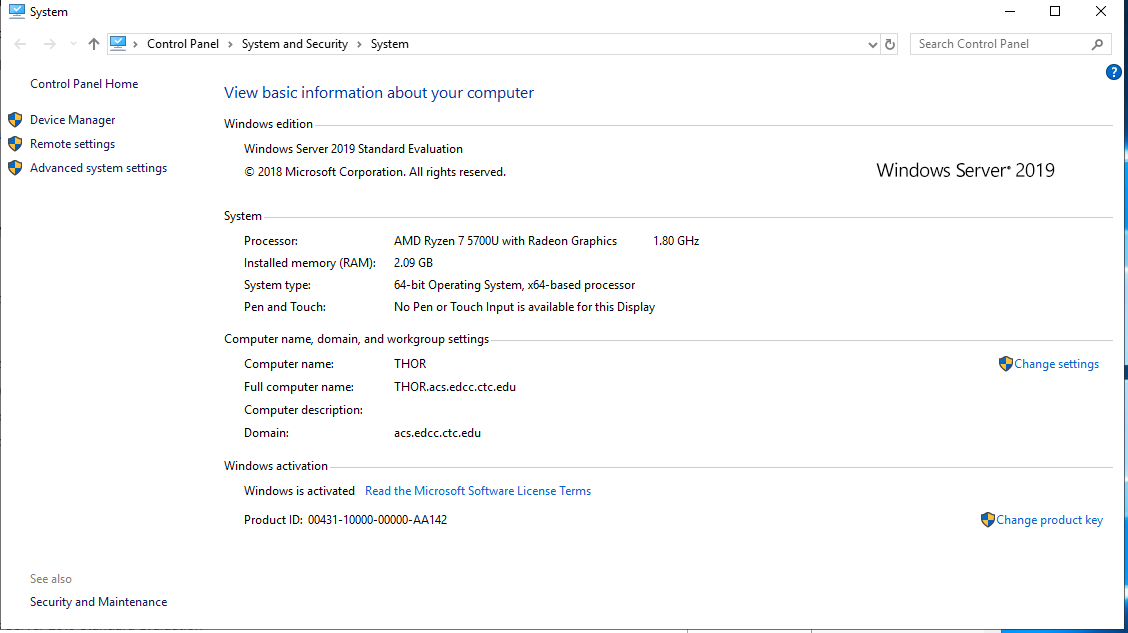 System
Control Panel > System and Security > System
Search Control Panel
Control Panel Home
Device Manager
Remote settings
Advanced system settings
View basic information about your computer
Windows edition
Windows Server 2019 Standard Evaluation
© 2018 Microsoft Corporation. All rights reserved.
Windows Server® 2019
System
Processor: AMD Ryzen 7 5700U with Radeon Graphics 1.80 GHz
Installed memory (RAM): 2.09 GB
System type: 64-bit Operating System, x64-based processor
Pen and Touch: No Pen or Touch Input is available for this Display
Computer name, domain, and workgroup settings
Computer name: THOR
Change settings
Full computer name: THOR.acs.edcc.ctc.edu
Computer description:
Domain: acs.edcc.ctc.edu
Windows activation
Windows is activated Read the Microsoft Software License Terms
Product ID: 00431-10000-00000-AA142
Change product key
See also
Security and Maintenance